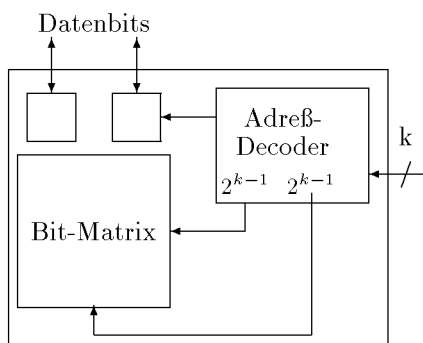 Datenbits
Adreß-
Decoder
k
2^{k-1} 2^{k-1}
Bit-Matrix